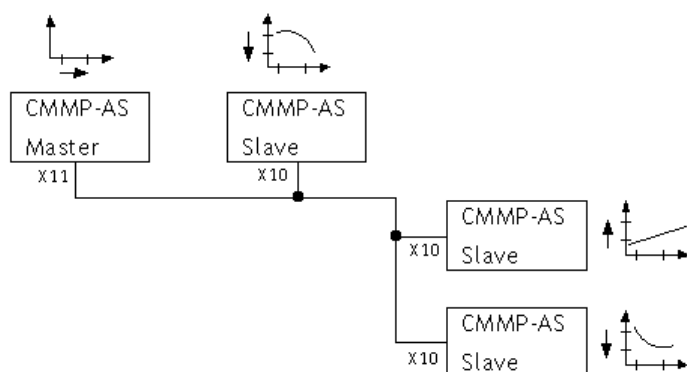 CMMP-AS
Master
X11
CMMP-AS
Slave
X10
CMMP-AS
Slave
X10
CMMP-AS
Slave
X10